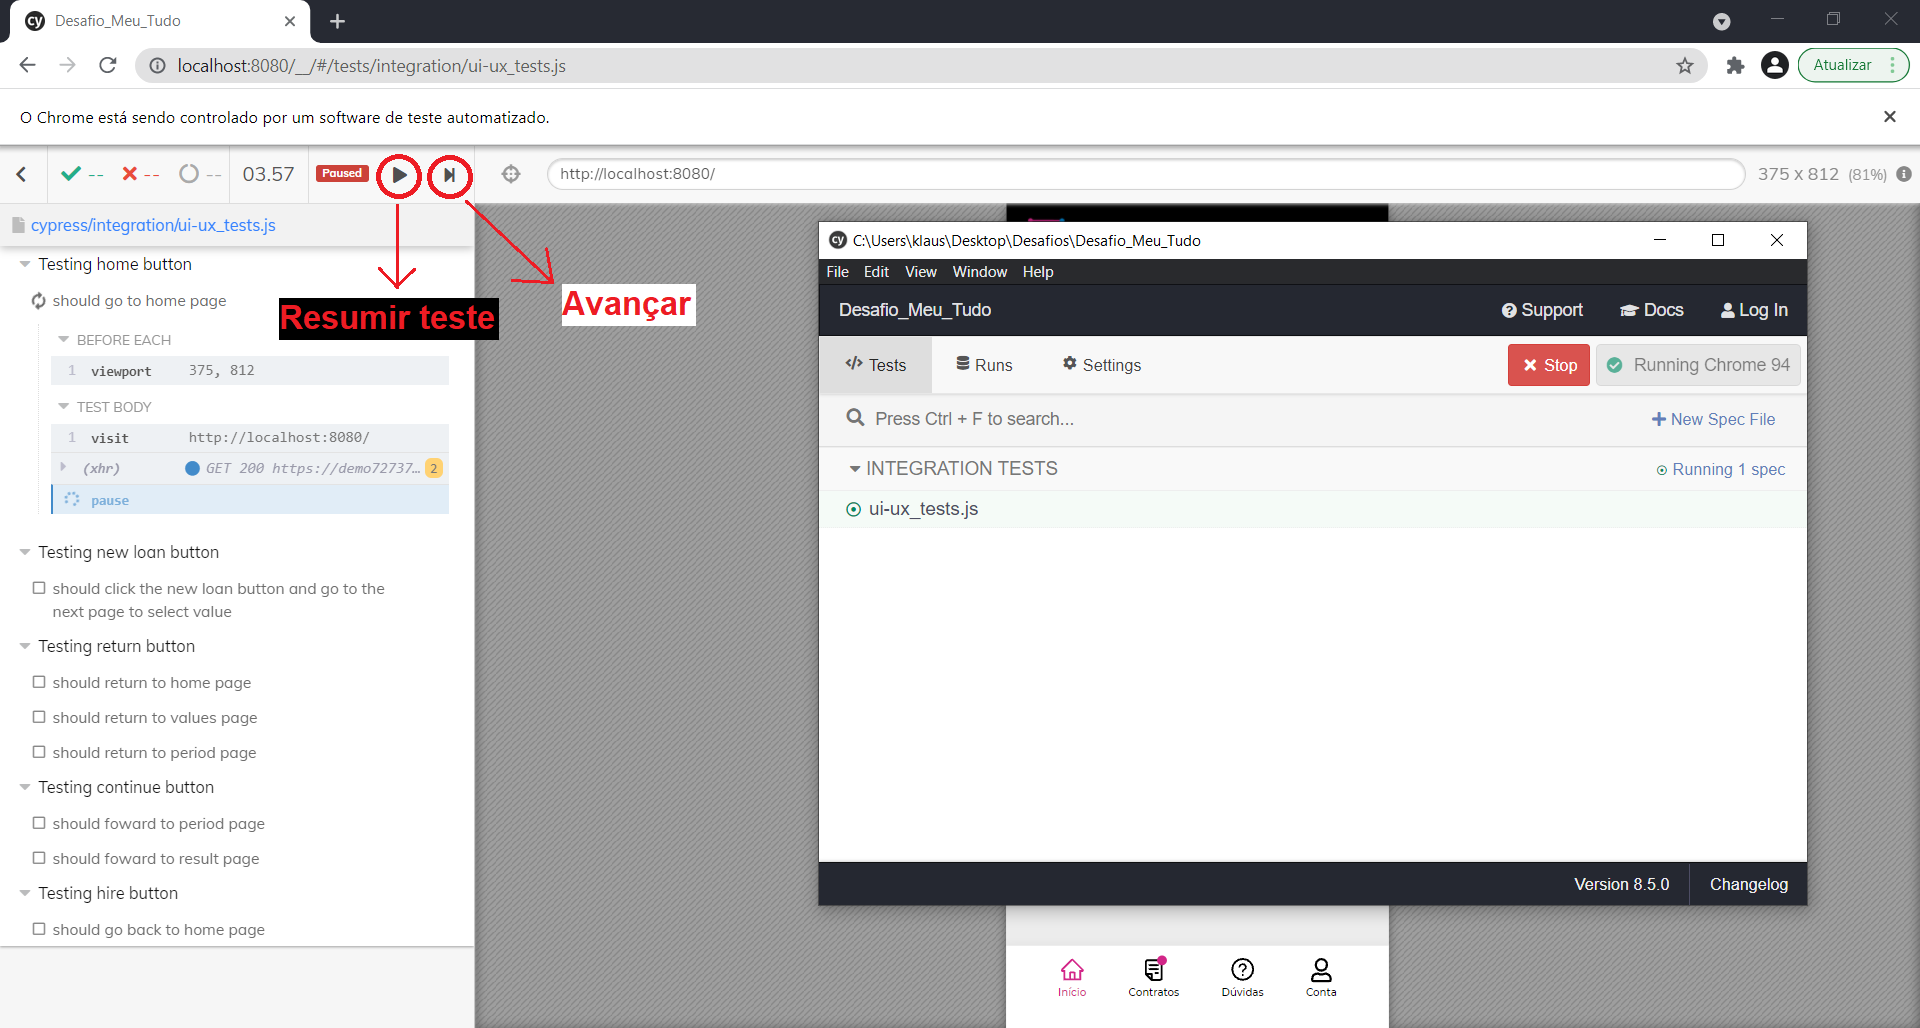 cy Desafio_Meu_Tudo
localhost:8080/__/#/tests/integration/ui-ux_tests.js
Atualizar
O Chrome está sendo controlado por um software de teste automatizado.
-- -- -- 03.57 Paused
http://localhost:8080/
375 x 812 (81%)
cypress/integration/ui-ux_tests.js
Testing home button
should go to home page
Resumir teste
Avançar
BEFORE EACH
1 viewport 375, 812
TEST BODY
1 visit http://localhost:8080/
(xhr) GET 200 https://demo72737... 2
pause
Testing new loan button
should click the new loan button and go to the
next page to select value
Testing return button
should return to home page
should return to values page
should return to period page
Testing continue button
should foward to period page
should foward to result page
Testing hire button
should go back to home page
cy C:\Users\klaus\Desktop\Desafios\Desafio_Meu_Tudo
File Edit View Window Help
Desafio_Meu_Tudo
Support Docs Log In
Tests Runs Settings
Stop Running Chrome 94
Press Ctrl + F to search...
New Spec File
INTEGRATION TESTS
Running 1 spec
ui-ux_tests.js
Version 8.5.0 Changelog
Início Contratos Dúvidas Conta